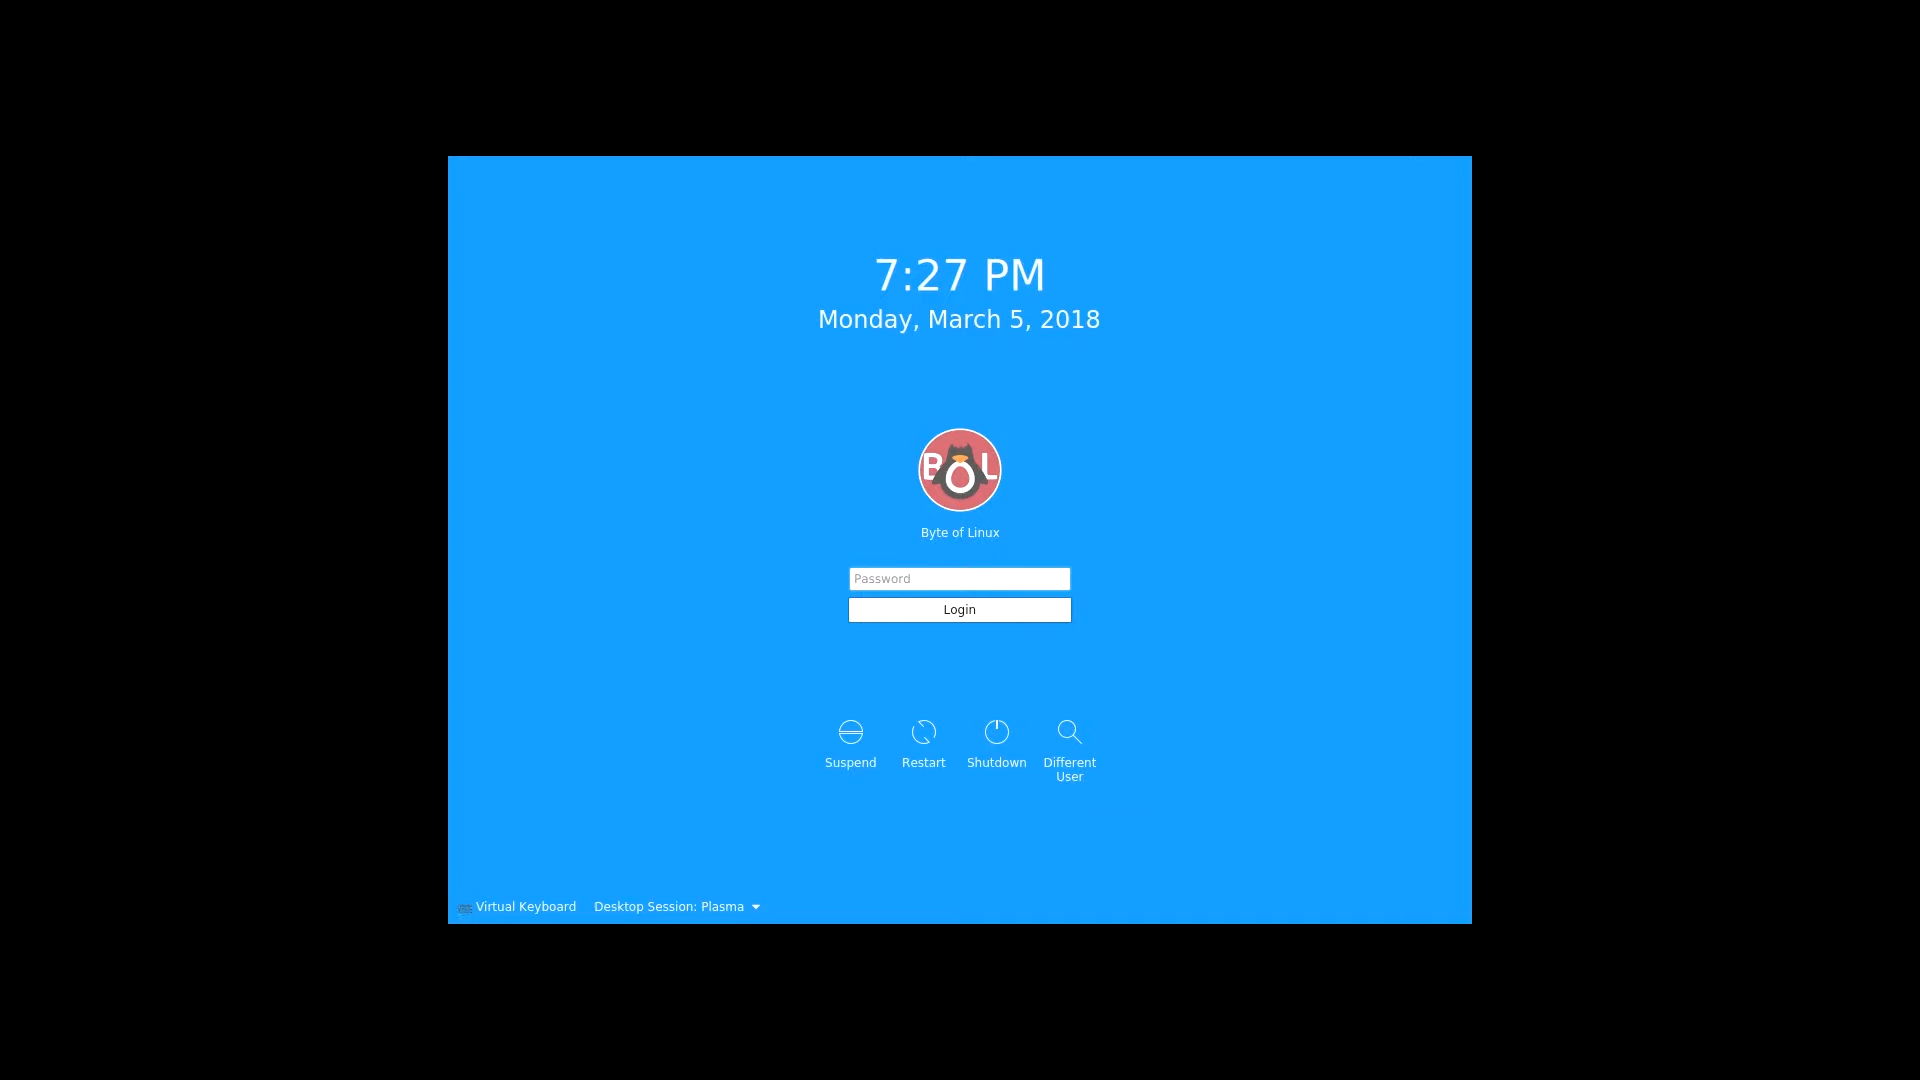 7:27 PM
Monday, March 5, 2018
BOL
Byte of Linux
Password
Login
Suspend
Restart
Shutdown
Different
User
Virtual Keyboard
Desktop Session: Plasma